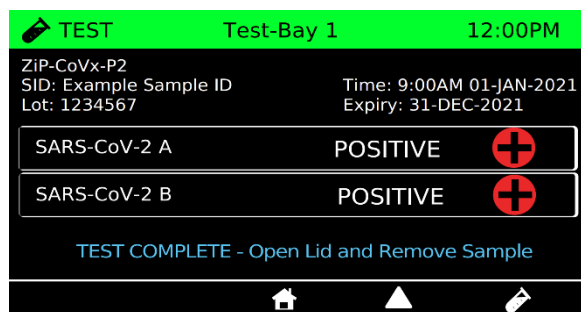 TEST Test-Bay 1 12:00PM
ZiP-CoVx-P2
SID: Example Sample ID Time: 9:00AM 01-JAN-2021
Lot: 1234567 Expiry: 31-DEC-2021
SARS-CoV-2 A POSITIVE
SARS-CoV-2 B POSITIVE
TEST COMPLETE - Open Lid and Remove Sample